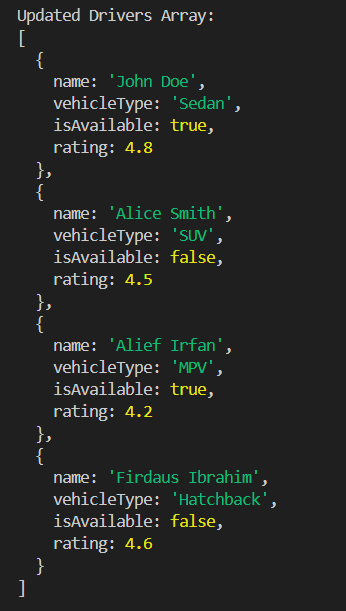 Updated Drivers Array:
[
  {
    name: 'John Doe',
    vehicleType: 'Sedan',
    isAvailable: true,
    rating: 4.8
  },
  {
    name: 'Alice Smith',
    vehicleType: 'SUV',
    isAvailable: false,
    rating: 4.5
  },
  {
    name: 'Alief Irfan',
    vehicleType: 'MPV',
    isAvailable: true,
    rating: 4.2
  },
  {
    name: 'Firdaus Ibrahim',
    vehicleType: 'Hatchback',
    isAvailable: false,
    rating: 4.6
  }
]